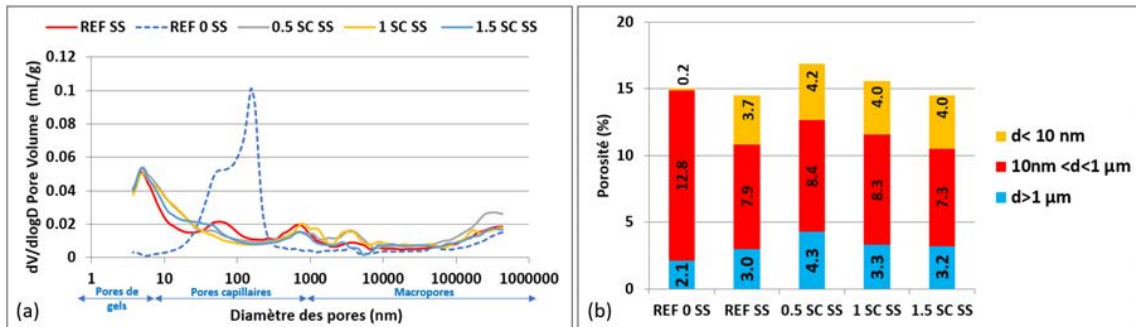 REF SS REF 0 SS 0.5 SC SS 1 SC SS 1.5 SC SS
dV/dlogD Pore Volume (mL/g)
0.12
0.1
0.08
0.06
0.04
0.02
0
1 10 100 1000 10000 100000 1000000
Pores de gels
Pores capillaires
Macropores
Diamètre des pores (nm)
(a)
Porosité (%)
20
15
10
5
0
0.2 3.7 4.2 4.0 4.0
12.8 7.9 8.4 8.3 7.3
2.1 3.0 4.3 3.3 3.2
REF 0 SS REF SS 0.5 SC SS 1 SC SS 1.5 SC SS
d< 10 nm
10nm <d<1 µm
d>1 µm
(b)